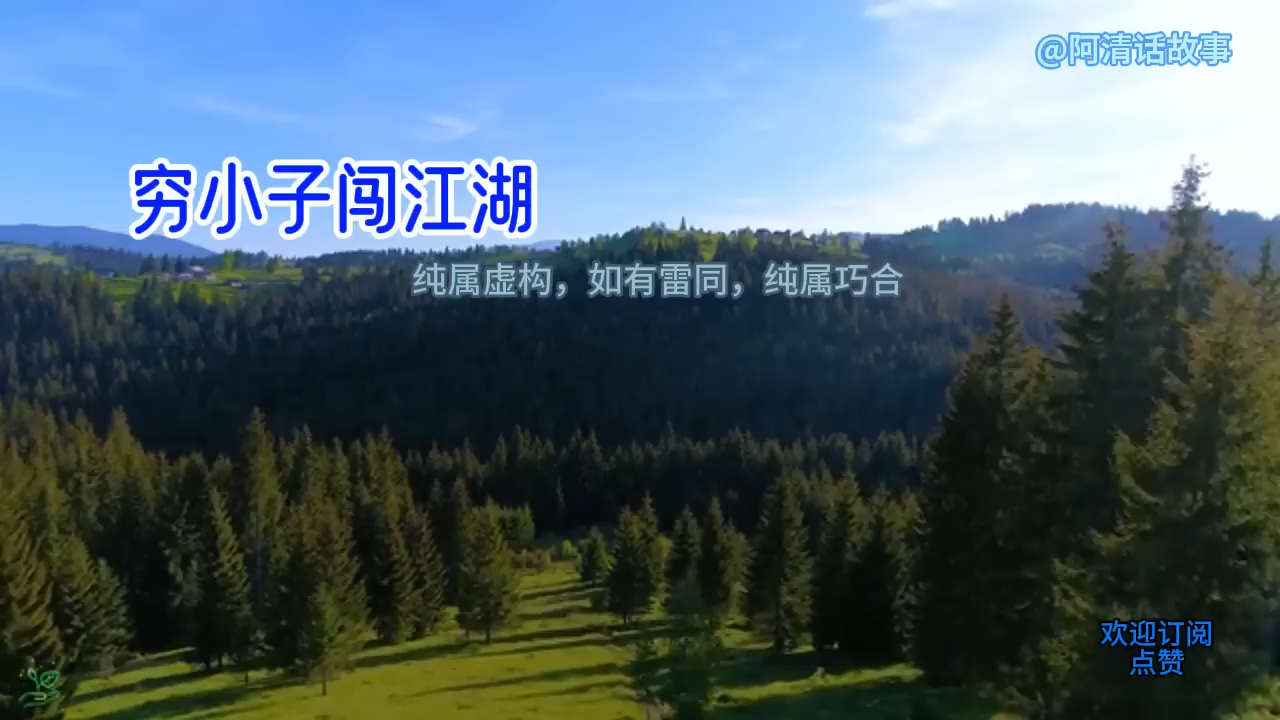 @阿清话故事
穷小子闯江湖
纯属虚构，如有雷同，纯属巧合
欢迎订阅
点赞